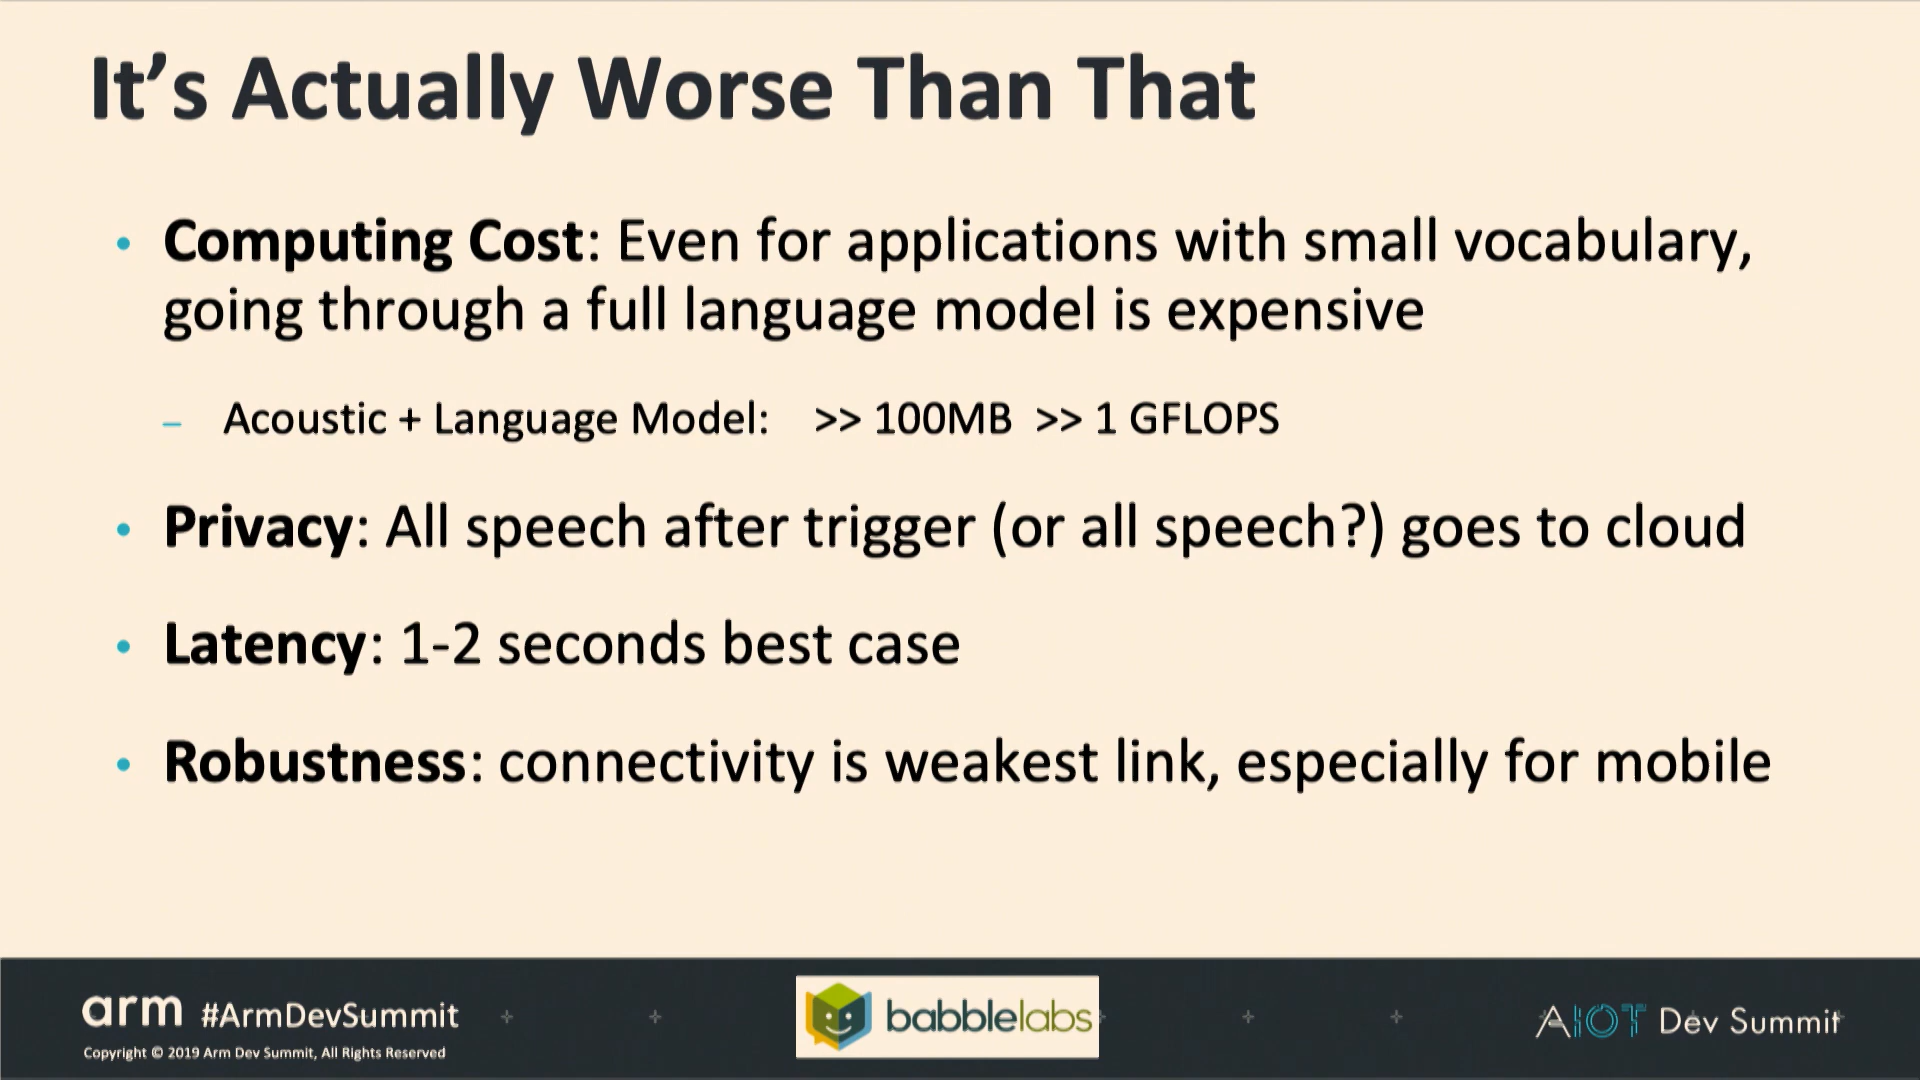 It’s Actually Worse Than That
• Computing Cost: Even for applications with small vocabulary,
going through a full language model is expensive
– Acoustic + Language Model: >> 100MB >> 1 GFLOPS
• Privacy: All speech after trigger (or all speech?) goes to cloud
• Latency: 1-2 seconds best case
• Robustness: connectivity is weakest link, especially for mobile
arm #ArmDevSummit
Copyright © 2019 Arm Dev Summit, All Rights Reserved
babblelabs
AIOT Dev Summit